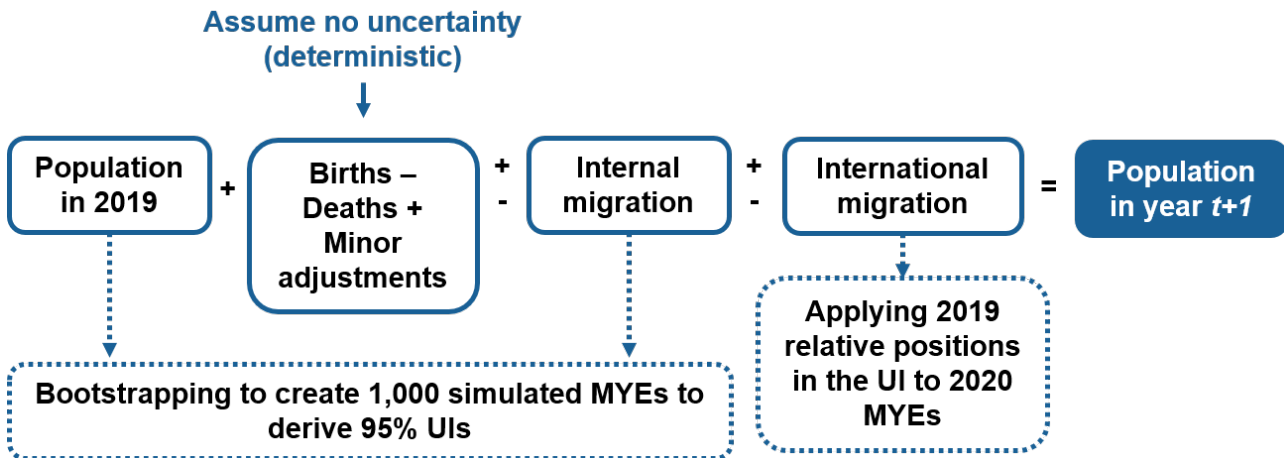 Assume no uncertainty
(deterministic)
Population
in 2019
+
Births –
Deaths +
Minor
adjustments
+
-
Internal
migration
+
-
International
migration
=
Population
in year t+1
Bootstrapping to create 1,000 simulated MYEs to
derive 95% UIs
Applying 2019
relative positions
in the UI to 2020
MYEs